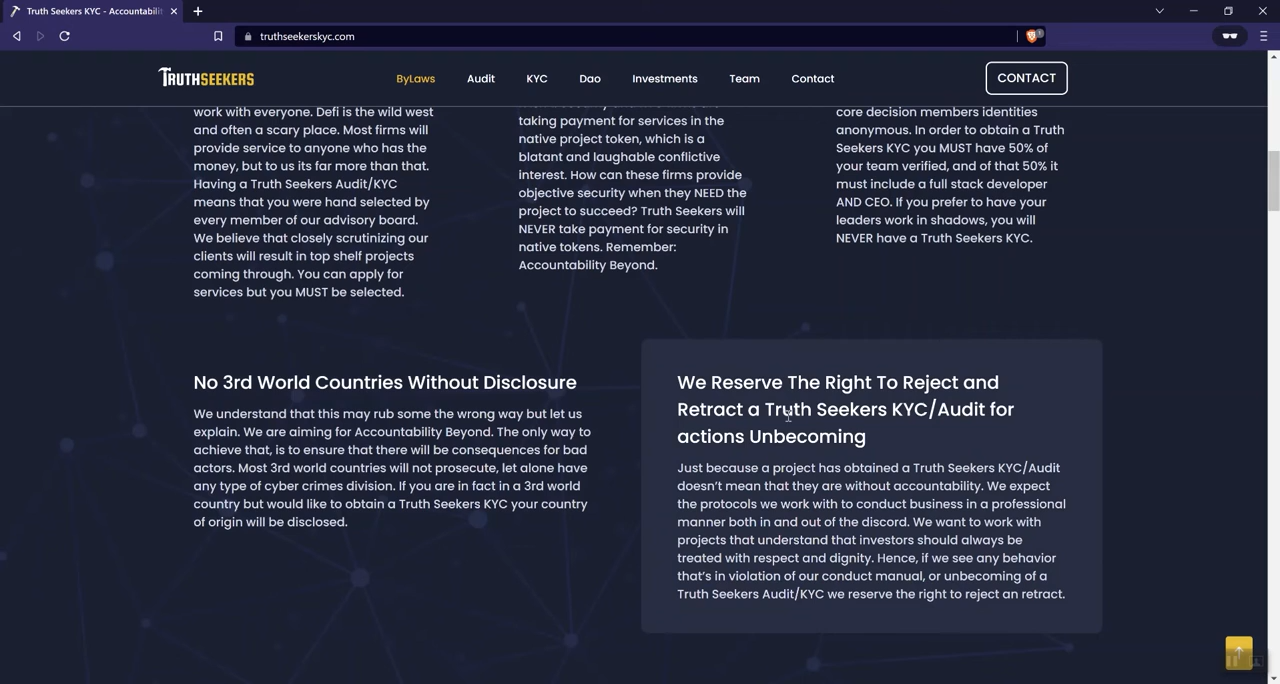 Truth Seekers KYC - Accountabilit
truthseekerskyc.com
TRUTHSEEKERS
ByLaws
Audit
KYC
Dao
Investments
Team
Contact
CONTACT
work with everyone. Defi is the wild west
and often a scary place. Most firms will
provide service to anyone who has the
money, but to us its far more than that.
Having a Truth Seekers Audit/KYC
means that you were hand selected by
every member of our advisory board.
We believe that closely scrutinizing our
clients will result in top shelf projects
coming through. You can apply for
services but you MUST be selected.
taking payment for services in the
native project token, which is a
blatant and laughable conflictive
interest. How can these firms provide
objective security when they NEED the
project to succeed? Truth Seekers will
NEVER take payment for security in
native tokens. Remember:
Accountability Beyond.
core decision members identities
anonymous. In order to obtain a Truth
Seekers KYC you MUST have 50% of
your team verified, and of that 50% it
must include a full stack developer
AND CEO. If you prefer to have your
leaders work in shadows, you will
NEVER have a Truth Seekers KYC.
No 3rd World Countries Without Disclosure
We understand that this may rub some the wrong way but let us
explain. We are aiming for Accountability Beyond. The only way to
achieve that, is to ensure that there will be consequences for bad
actors. Most 3rd world countries will not prosecute, let alone have
any type of cyber crimes division. If you are in fact in a 3rd world
country but would like to obtain a Truth Seekers KYC your country
of origin will be disclosed.
We Reserve The Right To Reject and
Retract a Truth Seekers KYC/Audit for
actions Unbecoming
Just because a project has obtained a Truth Seekers KYC/Audit
doesn't mean that they are without accountability. We expect
the protocols we work with to conduct business in a professional
manner both in and out of the discord. We want to work with
projects that understand that investors should always be
treated with respect and dignity. Hence, if we see any behavior
that's in violation of our conduct manual, or unbecoming of a
Truth Seekers Audit/KYC we reserve the right to reject an retract.